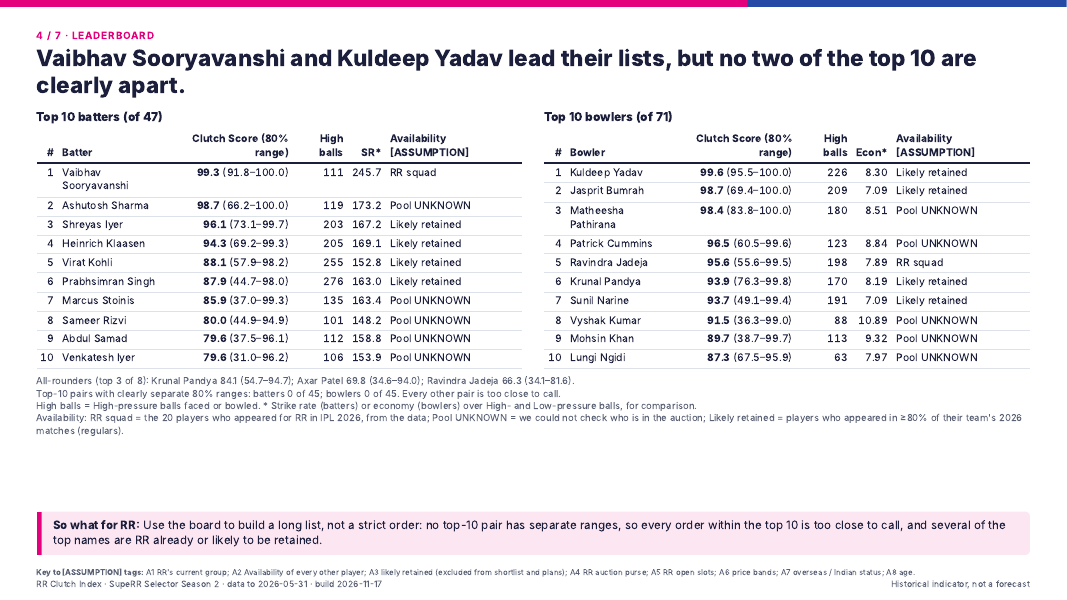 4 / 7 · LEADERBOARD
Vaibhav Sooryavanshi and Kuldeep Yadav lead their lists, but no two of the top 10 are
clearly apart.
Top 10 batters (of 47)
# Batter Clutch Score (80% range) High balls SR* Availability [ASSUMPTION]
1 Vaibhav Sooryavanshi 99.3 (91.8–100.0) 111 245.7 RR squad
2 Ashutosh Sharma 98.7 (66.2–100.0) 119 173.2 Pool UNKNOWN
3 Shreyas Iyer 96.1 (73.1–99.7) 203 167.2 Likely retained
4 Heinrich Klaasen 94.3 (69.2–99.3) 205 169.1 Likely retained
5 Virat Kohli 88.1 (57.9–98.2) 255 152.8 Likely retained
6 Prabhsimran Singh 87.9 (44.7–98.0) 276 163.0 Likely retained
7 Marcus Stoinis 85.9 (37.0–99.3) 135 163.4 Pool UNKNOWN
8 Sameer Rizvi 80.0 (44.9–94.9) 101 148.2 Pool UNKNOWN
9 Abdul Samad 79.6 (37.5–96.1) 112 158.8 Pool UNKNOWN
10 Venkatesh Iyer 79.6 (31.0–96.2) 106 153.9 Pool UNKNOWN
Top 10 bowlers (of 71)
# Bowler Clutch Score (80% range) High balls Econ* Availability [ASSUMPTION]
1 Kuldeep Yadav 99.6 (95.5–100.0) 226 8.30 Likely retained
2 Jasprit Bumrah 98.7 (69.4–100.0) 209 7.09 Likely retained
3 Matheesha Pathirana 98.4 (83.8–100.0) 180 8.51 Pool UNKNOWN
4 Patrick Cummins 96.5 (60.5–99.6) 123 8.84 Pool UNKNOWN
5 Ravindra Jadeja 95.6 (55.6–99.5) 198 7.89 RR squad
6 Krunal Pandya 93.9 (76.3–99.8) 170 8.19 Likely retained
7 Sunil Narine 93.7 (49.1–99.4) 191 7.09 Likely retained
8 Vyshak Kumar 91.5 (36.3–99.0) 88 10.89 Pool UNKNOWN
9 Mohsin Khan 89.7 (38.7–99.7) 113 9.32 Pool UNKNOWN
10 Lungi Ngidi 87.3 (67.5–95.9) 63 7.97 Pool UNKNOWN
All-rounders (top 3 of 8): Krunal Pandya 84.1 (54.7–94.7); Axar Patel 69.8 (34.6–94.0); Ravindra Jadeja 66.3 (34.1–81.6).
Top-10 pairs with clearly separate 80% ranges: batters 0 of 45; bowlers 0 of 45. Every other pair is too close to call.
High balls = High-pressure balls faced or bowled. * Strike rate (batters) or economy (bowlers) over High- and Low-pressure balls, for comparison.
Availability: RR squad = the 20 players who appeared for RR in IPL 2026, from the data; Pool UNKNOWN = we could not check who is in the auction; Likely retained = players who appeared in ≥80% of their team's 2026
matches (regulars).
So what for RR: Use the board to build a long list, not a strict order: no top-10 pair has separate ranges, so every order within the top 10 is too close to call, and several of the
top names are RR already or likely to be retained.
Key to [ASSUMPTION] tags: A1 RR's current group; A2 Availability of every other player; A3 likely retained (excluded from shortlist and plans); A4 RR auction purse; A5 RR open slots; A6 price bands; A7 overseas / Indian status; A8 age.
RR Clutch Index · SupeRR Selector Season 2 · data to 2026-05-31 · build 2026-11-17
Historical indicator, not a forecast